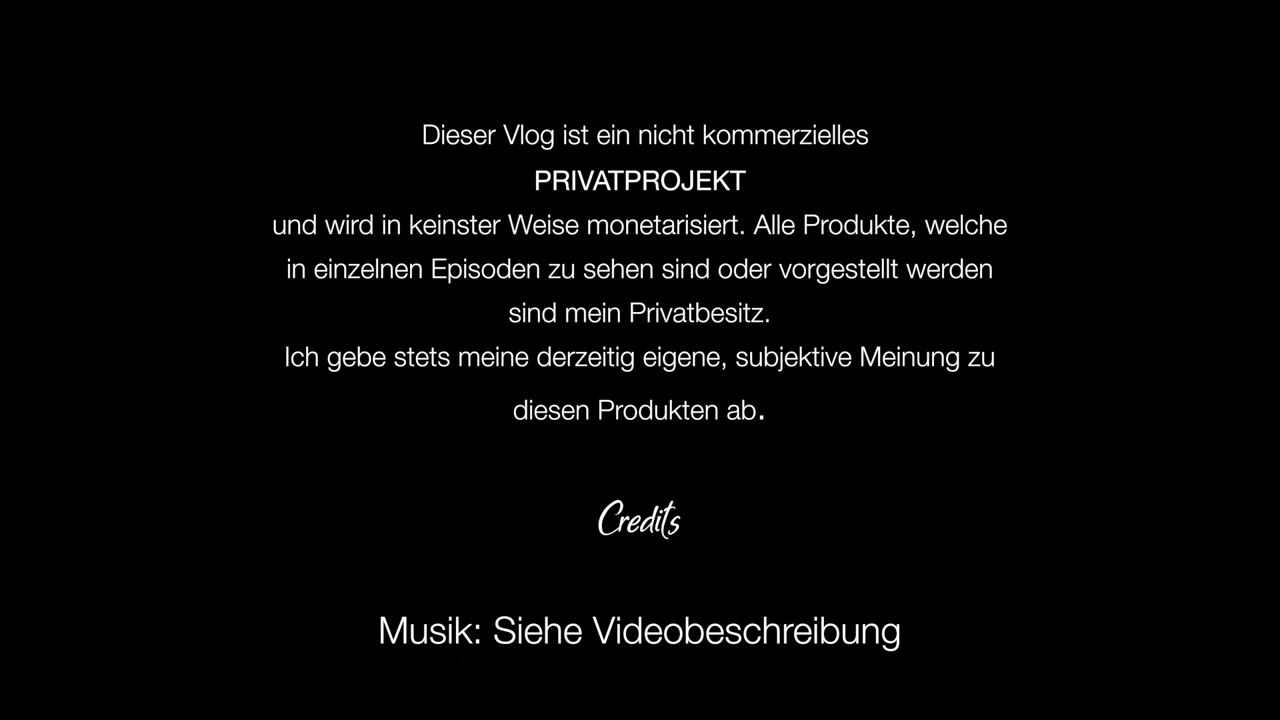 Dieser Vlog ist ein nicht kommerzielles
PRIVATPROJEKT
und wird in keinster Weise monetarisiert. Alle Produkte, welche
in einzelnen Episoden zu sehen sind oder vorgestellt werden
sind mein Privatbesitz.
Ich gebe stets meine derzeitig eigene, subjektive Meinung zu
diesen Produkten ab.
Credits
Musik: Siehe Videobeschreibung